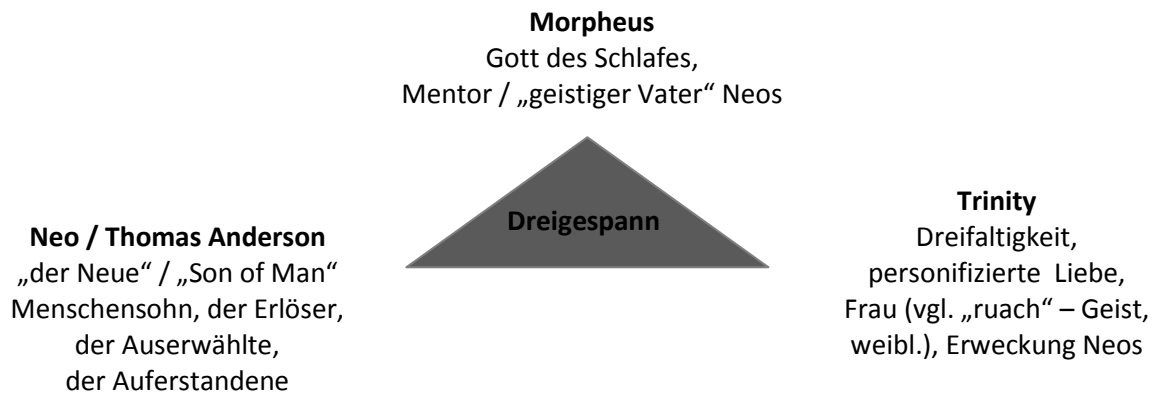 Morpheus
Gott des Schlafes,
Mentor / „geistiger Vater“ Neos
Dreigespann
Neo / Thomas Anderson
„der Neue“ / „Son of Man“
Menschensohn, der Erlöser,
der Auserwählte,
der Auferstandene
Trinity
Dreifaltigkeit,
personifizierte Liebe,
Frau (vgl. „ruach“ – Geist,
weibl.), Erweckung Neos